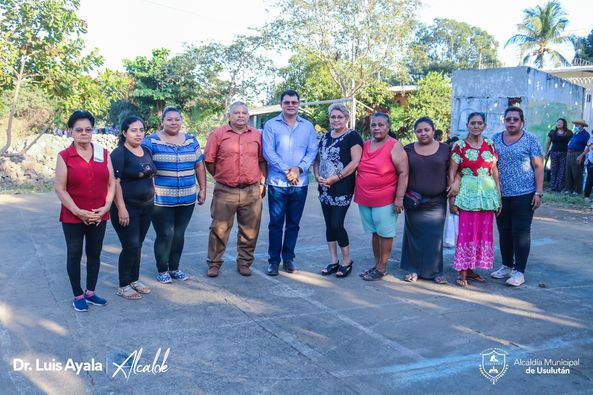 Dr. Luis Ayala Alcalde
Alcaldía Municipal
de Usulután